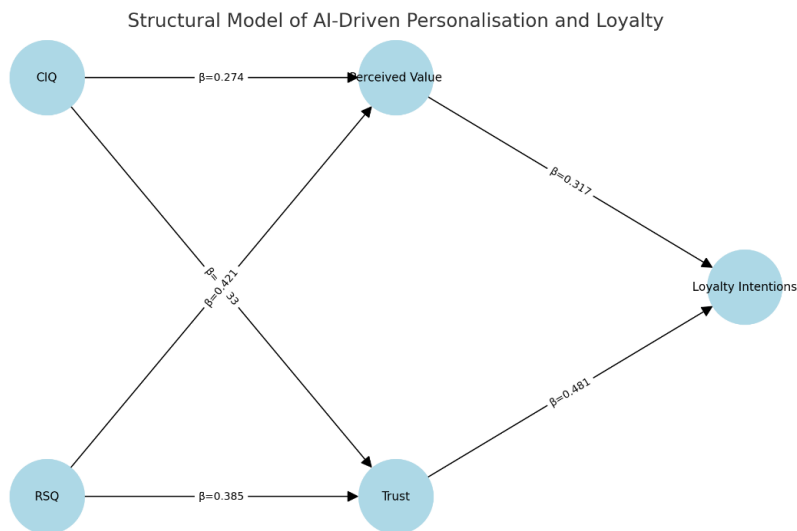 Structural Model of AI-Driven Personalisation and Loyalty
CIQ
β=0.274
Perceived Value
β=0.317
β=0.421
Loyalty Intentions
β=0.481
RSQ
β=0.385
Trust